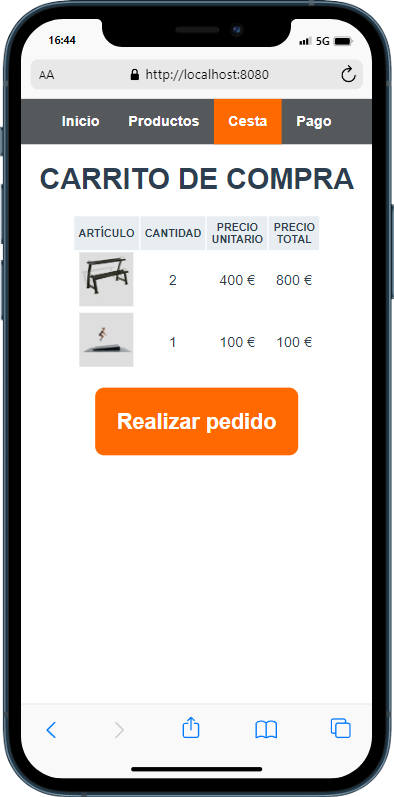 16:44
5G
AA
http://localhost:8080
Inicio Productos Cesta Pago
CARRITO DE COMPRA
ARTÍCULO CANTIDAD PRECIO UNITARIO PRECIO TOTAL
2 400 € 800 €
1 100 € 100 €
Realizar pedido